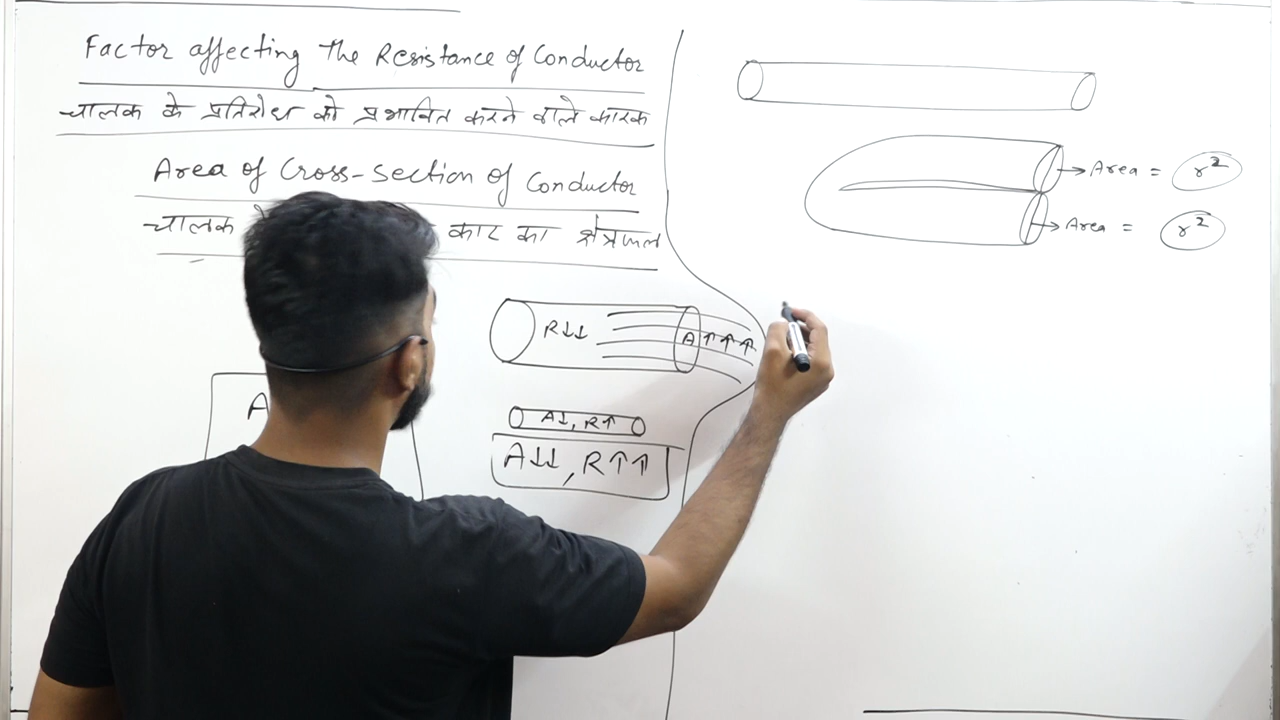 Factor affecting The Resistance of Conductor
चालक के प्रतिरोध को प्रभावित करने वाले कारक
Area of Cross-Section of Conductor
चालक काट का क्षेत्रफल
R↓↓ A↑↑↑
A
A↓, R↑
A↓↓, R↑↑
→Area = r²
→Area = r²